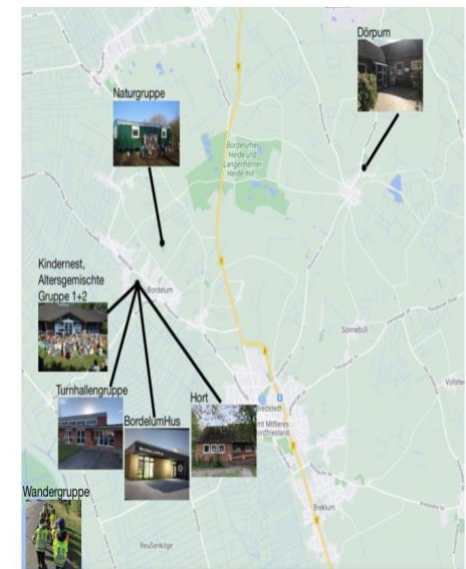 Dörpum
Naturgruppe
Bordelumer
Heide und
Langenhorner
Heide mit
Kindernest,
Altersgemischte
Gruppe 1+2
Bordelum
Sönnebüll
Turnhallengruppe
BordelumHus
Hort
Bredstedt
Amt Mittleres
Nordfriesland
Breklum
Wandergruppe
Reußenköge